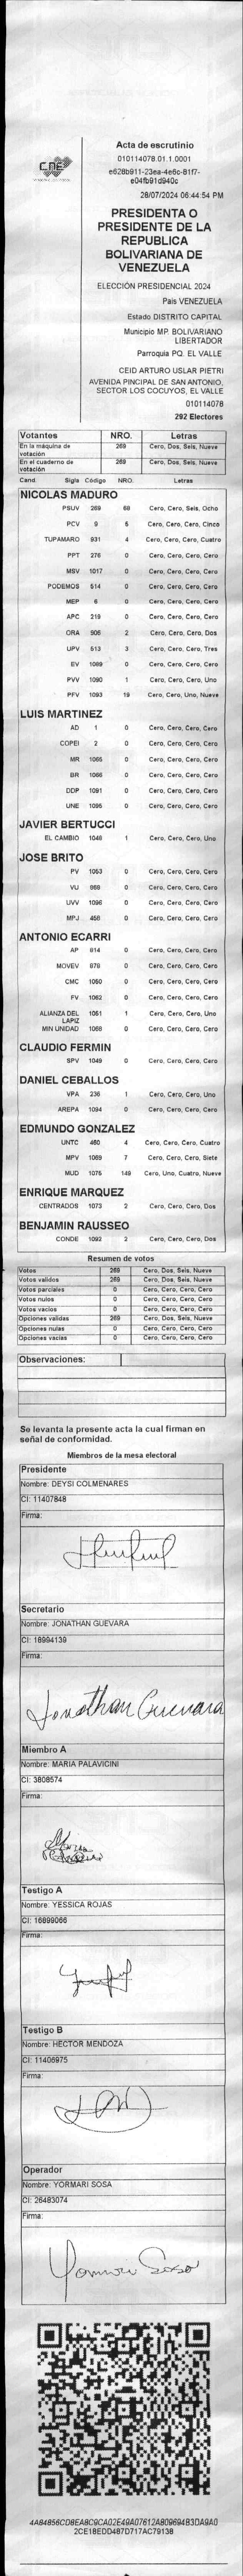 CNE
Acta de escrutinio
010114078.01.1.0001
e626b911-23ea-4e6c-81f7-
e04fb91d940c
28/07/2024 06:44:54 PM
PRESIDENTA O
PRESIDENTE DE LA
REPUBLICA
BOLIVARIANA DE
VENEZUELA
ELECCIÓN PRESIDENCIAL 2024
Pais VENEZUELA
Estado DISTRITO CAPITAL
Municipio MP. BOLIVARIANO
LIBERTADOR
Parroquia PQ. EL VALLE
CEID ARTURO USLAR PIETRI
AVENIDA PINCIPAL DE SAN ANTONIO,
SECTOR LOS COCUYOS, EL VALLE
010114078
292 Electores
Votantes NRO. Letras
En la máquina de votación 269 Cero, Dos, Seis, Nueve
En el cuaderno de votación 269 Cero, Dos, Seis, Nueve
Cand. Sigla Código NRO. Letras
NICOLAS MADURO
PSUV 269 68 Cero, Cero, Seis, Ocho
PCV 9 5 Cero, Cero, Cero, Cinco
TUPAMARO 931 4 Cero, Cero, Cero, Cuatro
PPT 276 0 Cero, Cero, Cero, Cero
MSV 1017 0 Cero, Cero, Cero, Cero
PODEMOS 514 0 Cero, Cero, Cero, Cero
MEP 6 0 Cero, Cero, Cero, Cero
APC 219 0 Cero, Cero, Cero, Cero
ORA 506 2 Cero, Cero, Cero, Dos
UPV 513 3 Cero, Cero, Cero, Tres
EV 1089 0 Cero, Cero, Cero, Cero
PVV 1090 1 Cero, Cero, Cero, Uno
PFV 1093 19 Cero, Cero, Uno, Nueve
LUIS MARTINEZ
AD 1 0 Cero, Cero, Cero, Cero
COPEI 2 0 Cero, Cero, Cero, Cero
MR 1065 0 Cero, Cero, Cero, Cero
BR 1066 0 Cero, Cero, Cero, Cero
DDP 1091 0 Cero, Cero, Cero, Cero
UNE 1095 0 Cero, Cero, Cero, Cero
JAVIER BERTUCCI
EL CAMBIO 1046 1 Cero, Cero, Cero, Uno
JOSE BRITO
PV 1053 0 Cero, Cero, Cero, Cero
VU 868 0 Cero, Cero, Cero, Cero
UVV 1096 0 Cero, Cero, Cero, Cero
MPJ 458 0 Cero, Cero, Cero, Cero
ANTONIO ECARRI
AP 814 0 Cero, Cero, Cero, Cero
MOVEV 878 0 Cero, Cero, Cero, Cero
CMC 1050 0 Cero, Cero, Cero, Cero
FV 1062 0 Cero, Cero, Cero, Cero
ALIANZA DEL LAPIZ 1051 1 Cero, Cero, Cero, Uno
MIN UNIDAD 1068 0 Cero, Cero, Cero, Cero
CLAUDIO FERMIN
SPV 1049 0 Cero, Cero, Cero, Cero
DANIEL CEBALLOS
VPA 236 1 Cero, Cero, Cero, Uno
AREPA 1094 0 Cero, Cero, Cero, Cero
EDMUNDO GONZALEZ
UNTC 460 4 Cero, Cero, Cero, Cuatro
MPV 1069 7 Cero, Cero, Cero, Siete
MUD 1075 149 Cero, Uno, Cuatro, Nueve
ENRIQUE MARQUEZ
CENTRADOS 1073 2 Cero, Cero, Cero, Dos
BENJAMIN RAUSSEO
CONDE 1092 2 Cero, Cero, Cero, Dos
Resumen de votos
Votos 269 Cero, Dos, Seis, Nueve
Votos validos 269 Cero, Dos, Seis, Nueve
Votos parciales 0 Cero, Cero, Cero, Cero
Votos nulos 0 Cero, Cero, Cero, Cero
Votos vacios 0 Cero, Cero, Cero, Cero
Opciones validas 269 Cero, Dos, Seis, Nueve
Opciones nulas 0 Cero, Cero, Cero, Cero
Opciones vacias 0 Cero, Cero, Cero, Cero
Observaciones:
Se levanta la presente acta la cual firman en
señal de conformidad.
Miembros de la mesa electoral
Presidente
Nombre: DEYSI COLMENARES
CI: 11407848
Firma:
Secretario
Nombre: JONATHAN GUEVARA
CI: 18994139
Firma:
Jonathan Guevara
Miembro A
Nombre: MARIA PALAVICINI
CI: 3808574
Firma:
Testigo A
Nombre: YESSICA ROJAS
CI: 16899066
Firma:
Testigo B
Nombre: HECTOR MENDOZA
CI: 11406975
Firma:
Operador
Nombre: YORMARI SOSA
CI: 26483074
Firma:
Yormari Sosa
4A84856CD8EA8C9CA02E49A07612A809694B3DA9A0
2CE18EDD487D717AC79138